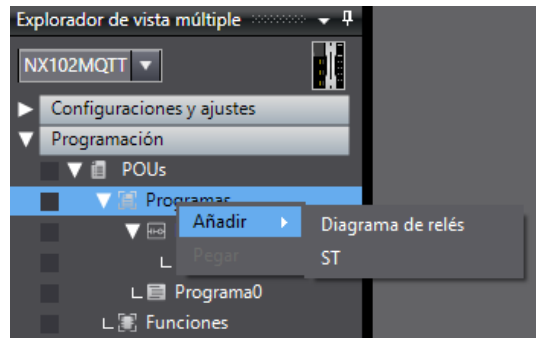 Explorador de vista múltiple
NX102MQTT
Configuraciones y ajustes
Programación
POUs
Programas
Añadir
Diagrama de relés
Pegar
ST
Programa0
Funciones